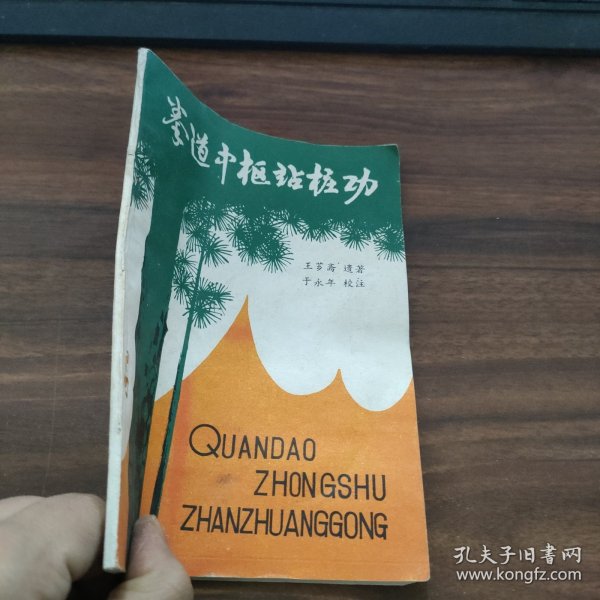 拳道中枢站桩功
王芗斋 遗著
于永年 校注
QUANDAO
ZHONGSHU
ZHANZHUANGGONG
孔夫子旧书网
www.kongfz.com